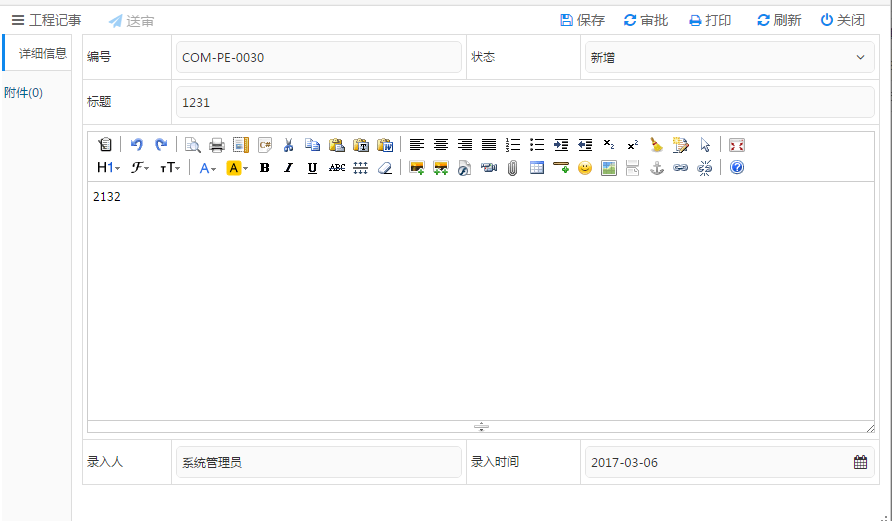 工程记事 送审 保存 审批 打印 刷新 关闭
详细信息
附件(0)
编号 COM-PE-0030 状态 新增
标题 1231
H1 F тT A A B I U ABC
2132
录入人 系统管理员 录入时间 2017-03-06